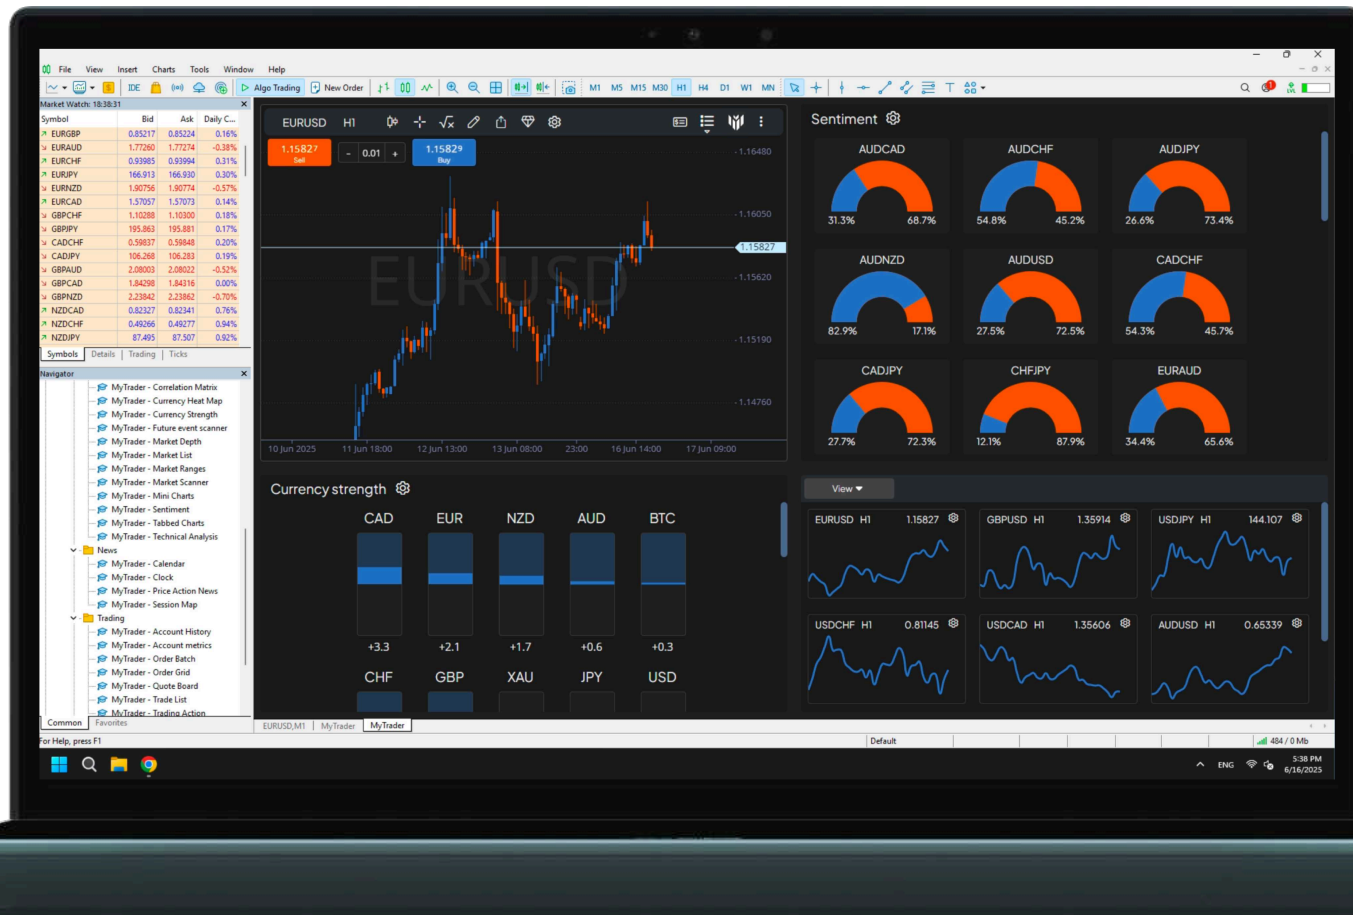 File View Insert Charts Tools Window Help
IDE Algo Trading New Order M1 M5 M15 M30 H1 H4 D1 W1 MN
Market Watch: 18:38:31
Symbol Bid Ask Daily C...
EURGBP 0.85217 0.85224 0.16%
EURAUD 1.77260 1.77274 -0.38%
EURCHF 0.93985 0.93994 0.31%
EURJPY 166.913 166.930 0.30%
EURNZD 1.90756 1.90774 -0.57%
EURCAD 1.57057 1.57073 0.14%
GBPCHF 1.10288 1.10300 0.18%
GBPJPY 195.863 195.881 0.17%
CADCHF 0.59837 0.59848 0.20%
CADJPY 106.268 106.283 0.19%
GBPAUD 2.08003 2.08022 -0.52%
GBPCAD 1.84298 1.84316 0.00%
GBPNZD 2.23842 2.23862 -0.70%
NZDCAD 0.82327 0.82341 0.76%
NZDCHF 0.49266 0.49277 0.94%
NZDJPY 87.495 87.507 0.92%
Symbols Details Trading Ticks
Navigator
MyTrader - Correlation Matrix
MyTrader - Currency Heat Map
MyTrader - Currency Strength
MyTrader - Future event scanner
MyTrader - Market Depth
MyTrader - Market List
MyTrader - Market Ranges
MyTrader - Market Scanner
MyTrader - Mini Charts
MyTrader - Sentiment
MyTrader - Tabbed Charts
MyTrader - Technical Analysis
News
MyTrader - Calendar
MyTrader - Clock
MyTrader - Price Action News
MyTrader - Session Map
Trading
MyTrader - Account History
MyTrader - Account metrics
MyTrader - Order Batch
MyTrader - Order Grid
MyTrader - Quote Board
MyTrader - Trade List
MyTrader - Trading Action
Common Favorites
EURUSD H1
1.15827 Sell - 0.01 + 1.15829 Buy
EURUSD
1.16480
1.16050
1.15827
1.15620
1.15190
1.14760
10 Jun 2025 11 Jun 18:00 12 Jun 13:00 13 Jun 08:00 23:00 16 Jun 14:00 17 Jun 09:00
Sentiment
AUDCAD AUDCHF AUDJPY
31.3% 68.7% 54.8% 45.2% 26.6% 73.4%
AUDNZD AUDUSD CADCHF
82.9% 17.1% 27.5% 72.5% 54.3% 45.7%
CADJPY CHFJPY EURAUD
27.7% 72.3% 12.1% 87.9% 34.4% 65.6%
Currency strength
CAD EUR NZD AUD BTC
+3.3 +2.1 +1.7 +0.6 +0.3
CHF GBP XAU JPY USD
View
EURUSD H1 1.15827 GBPUSD H1 1.35914 USDJPY H1 144.107
USDCHF H1 0.81145 USDCAD H1 1.35606 AUDUSD H1 0.65339
EURUSD,M1 MyTrader MyTrader
For Help, press F1 Default 484 / 0 Mb
ENG 5:38 PM
6/16/2025